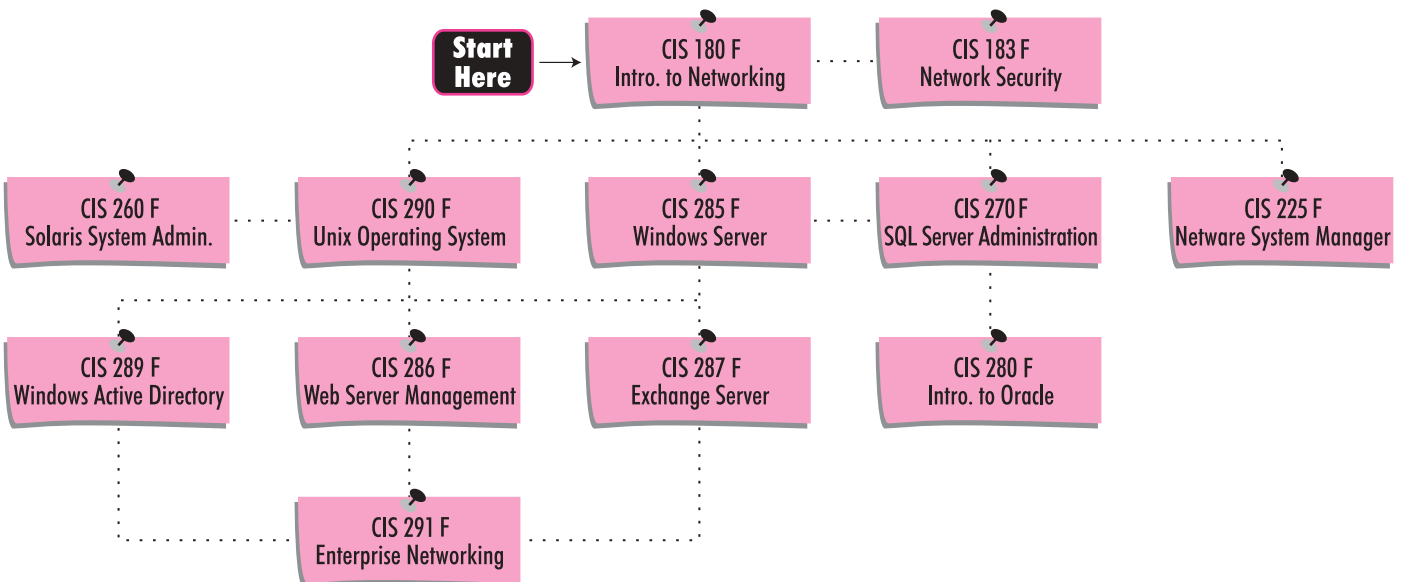 Start
Here
CIS 180 F
Intro. to Networking
CIS 183 F
Network Security
CIS 260 F
Solaris System Admin.
CIS 290 F
Unix Operating System
CIS 285 F
Windows Server
CIS 270 F
SQL Server Administration
CIS 225 F
Netware System Manager
CIS 289 F
Windows Active Directory
CIS 286 F
Web Server Management
CIS 287 F
Exchange Server
CIS 280 F
Intro. to Oracle
CIS 291 F
Enterprise Networking